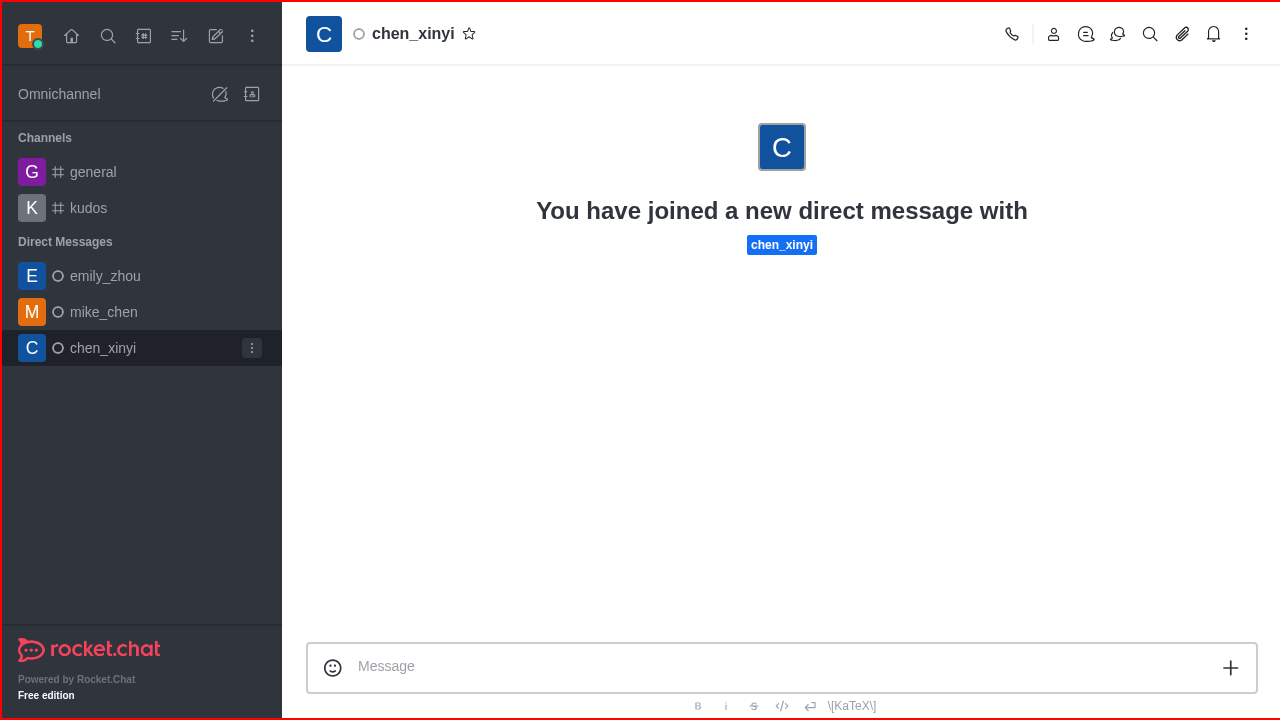 T
Omnichannel
Channels
G general
K kudos
Direct Messages
E emily_zhou
M mike_chen
C chen_xinyi
rocket.chat
Powered by Rocket.Chat
Free edition
C chen_xinyi
C
You have joined a new direct message with
chen_xinyi
Message
B i S \[KaTeX\]